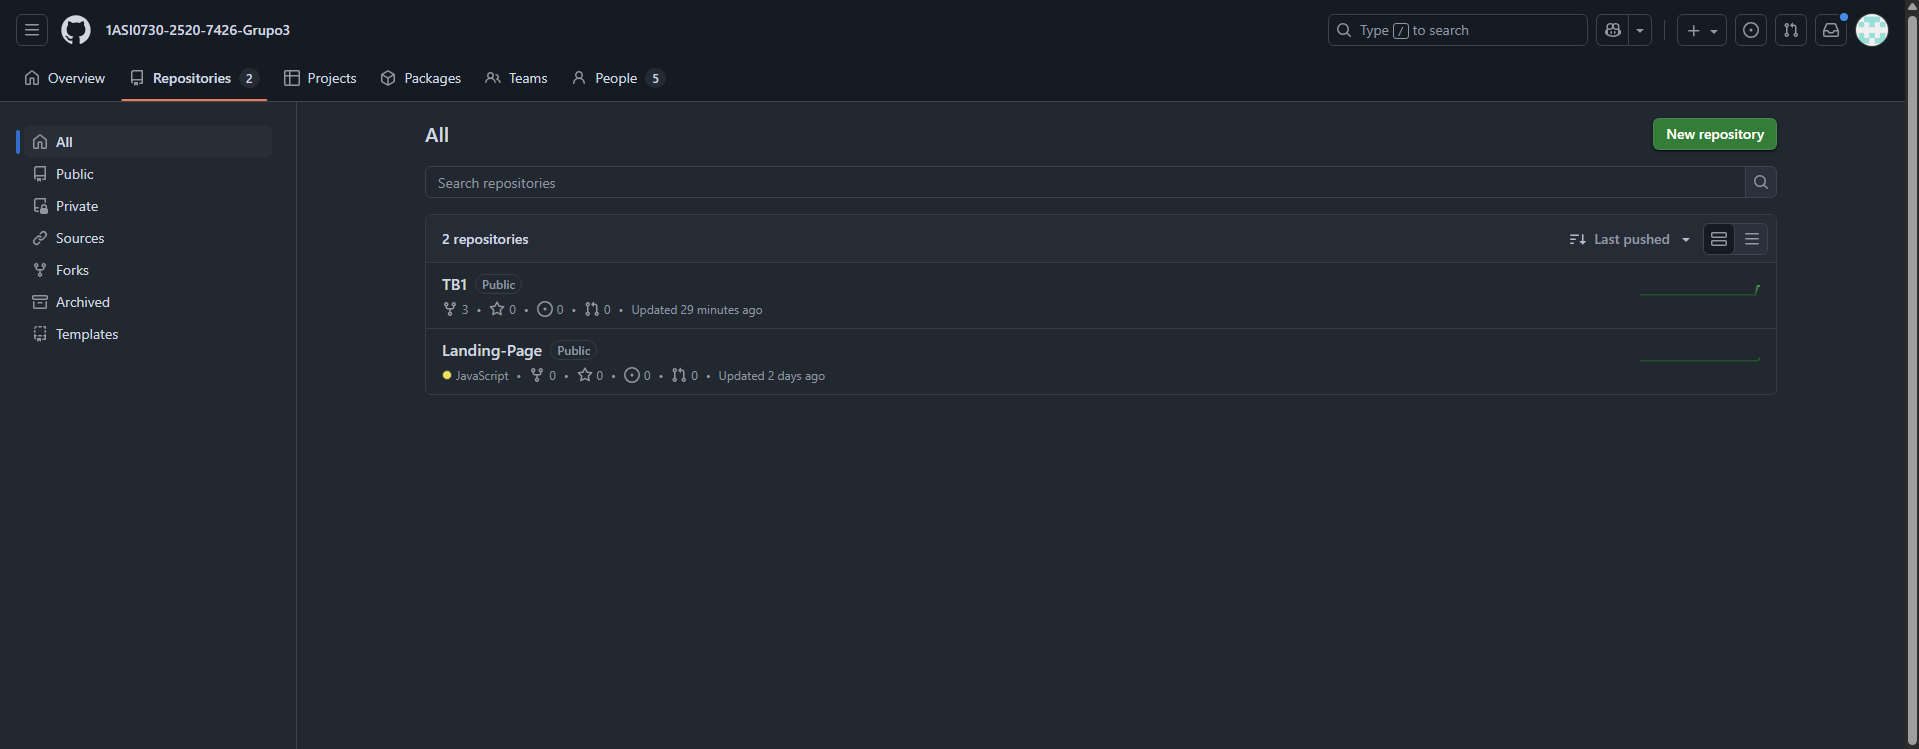 1ASI0730-2520-7426-Grupo3
Type / to search
Overview
Repositories 2
Projects
Packages
Teams
People 5
All
Public
Private
Sources
Forks
Archived
Templates
All
New repository
Search repositories
2 repositories
Last pushed
TB1 Public
3 • 0 • 0 • 0 • Updated 29 minutes ago
Landing-Page Public
JavaScript • 0 • 0 • 0 • 0 • Updated 2 days ago